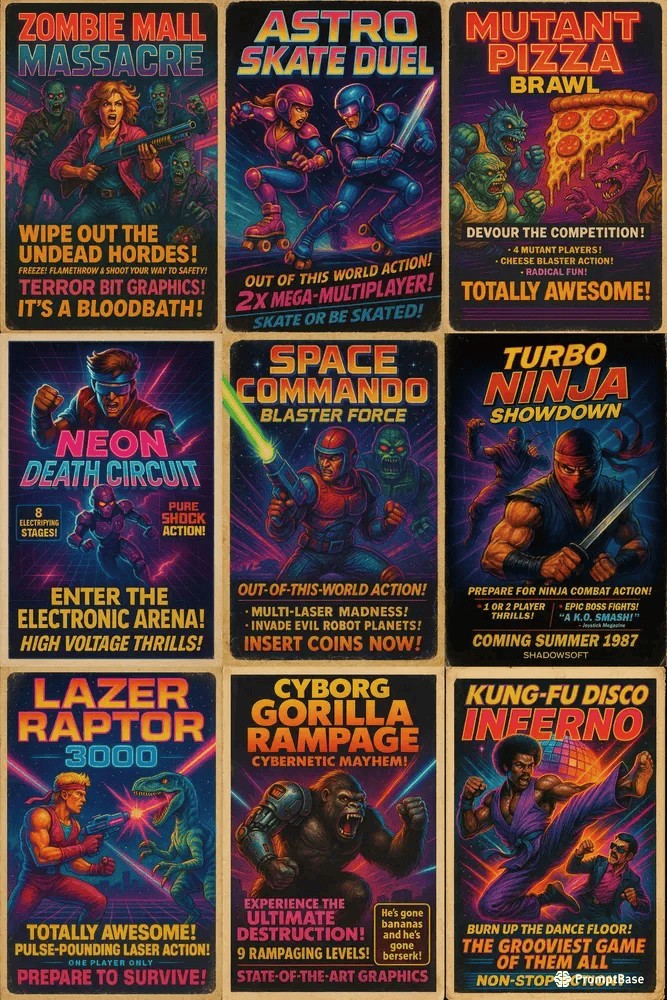 ZOMBIE MALL
MASSACRE
WIPE OUT THE
UNDEAD HORDES!
FREEZE! FLAMETHROW & SHOOT YOUR WAY TO SAFETY!
TERROR BIT GRAPHICS!
IT'S A BLOODBATH!
ASTRO
SKATE DUEL
OUT OF THIS WORLD ACTION!
2X MEGA-MULTIPLAYER!
SKATE OR BE SKATED!
MUTANT
PIZZA
BRAWL
DEVOUR THE COMPETITION!
• 4 MUTANT PLAYERS!
• CHEESE BLASTER ACTION!
• RADICAL FUN!
TOTALLY AWESOME!
NEON
DEATH CIRCUIT
8
ELECTRIFYING
STAGES!
PURE
SHOCK
ACTION!
ENTER THE
ELECTRONIC ARENA!
HIGH VOLTAGE THRILLS!
SPACE
COMMANDO
BLASTER FORCE
OUT-OF-THIS-WORLD ACTION!
• MULTI-LASER MADNESS!
• INVADE EVIL ROBOT PLANETS!
INSERT COINS NOW!
TURBO
NINJA
SHOWDOWN
PREPARE FOR NINJA COMBAT ACTION!
• 1 OR 2 PLAYER
THRILLS!
• EPIC BOSS FIGHTS!
"A K.O. SMASH!"
– Joystick Megazine
COMING SUMMER 1987
SHADOWSOFT
LAZER
RAPTOR
3000
TOTALLY AWESOME!
PULSE-POUNDING LASER ACTION!
ONE PLAYER ONLY
PREPARE TO SURVIVE!
CYBORG
GORILLA
RAMPAGE
CYBERNETIC MAYHEM!
EXPERIENCE THE
ULTIMATE
DESTRUCTION!
9 RAMPAGING LEVELS!
He's gone
bananas
and he's
gone
berserk!
STATE-OF-THE-ART GRAPHICS
KUNG-FU DISCO
INFERNO
BURN UP THE DANCE FLOOR!
THE GROOVIEST GAME
OF THEM ALL
NON-STOP
PromptBase